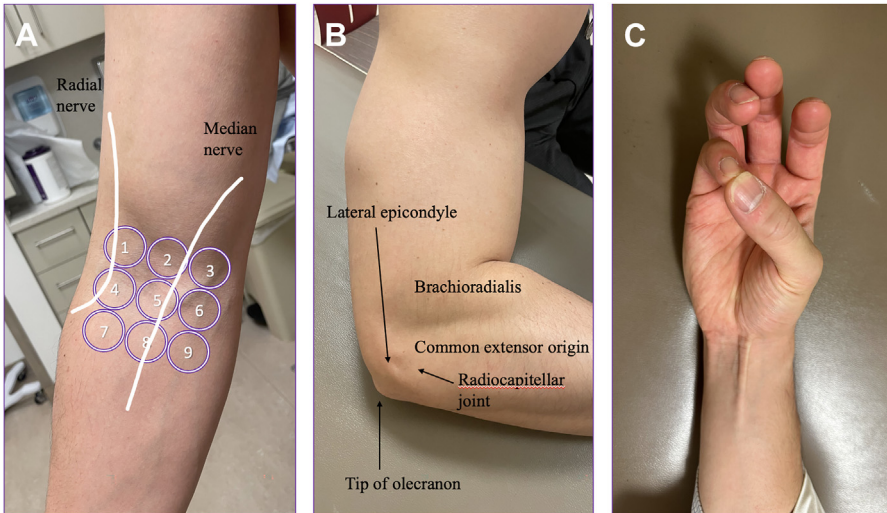 A
Radial
nerve
Median
nerve
1
2
3
4
5
6
7
8
9
B
Lateral epicondyle
Brachioradialis
Common extensor origin
Radiocapitellar
joint
Tip of olecranon
C